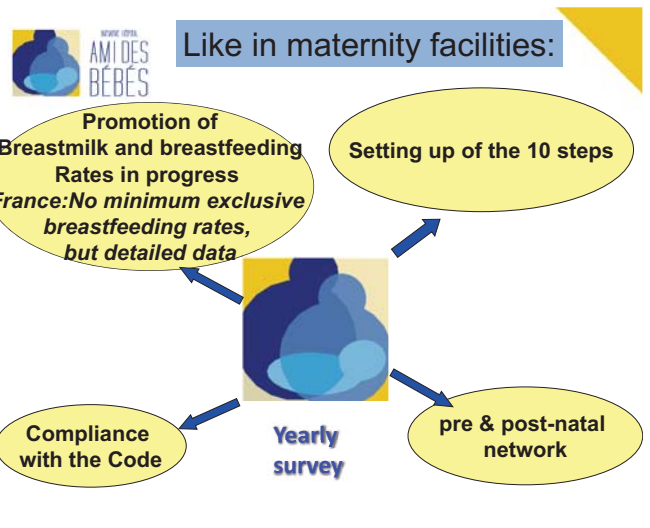 INITIATIVE HÔPITAL
AMI DES
BÉBÉS
Like in maternity facilities:
Promotion of
Breastmilk and breastfeeding
Rates in progress
France:No minimum exclusive
breastfeeding rates,
but detailed data
Setting up of the 10 steps
Compliance
with the Code
Yearly
survey
pre & post-natal
network